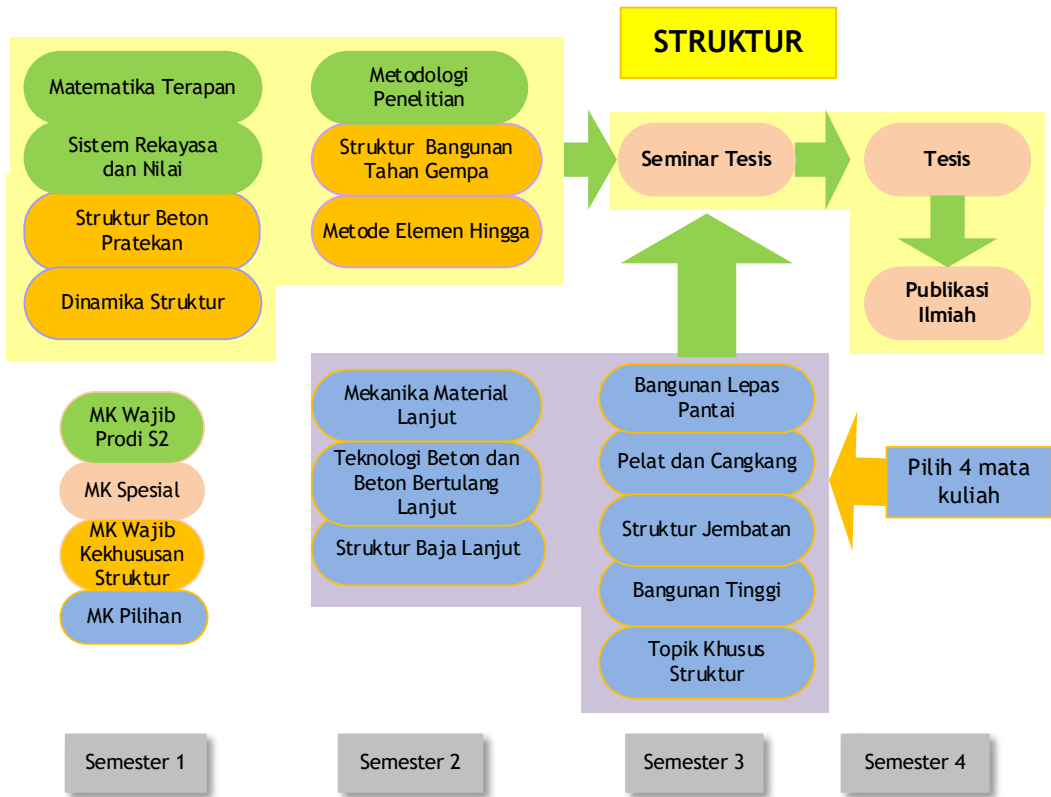 STRUKTUR
Matematika Terapan
Sistem Rekayasa
dan Nilai
Struktur Beton
Pratekan
Dinamika Struktur
Metodologi
Penelitian
Struktur Bangunan
Tahan Gempa
Metode Elemen Hingga
Seminar Tesis
Tesis
Publikasi
Ilmiah
MK Wajib
Prodi S2
MK Spesial
MK Wajib
Kekhususan
Struktur
MK Pilihan
Mekanika Material
Lanjut
Teknologi Beton dan
Beton Bertulang
Lanjut
Struktur Baja Lanjut
Bangunan Lepas
Pantai
Pelat dan Cangkang
Struktur Jembatan
Bangunan Tinggi
Topik Khusus
Struktur
Pilih 4 mata
kuliah
Semester 1
Semester 2
Semester 3
Semester 4